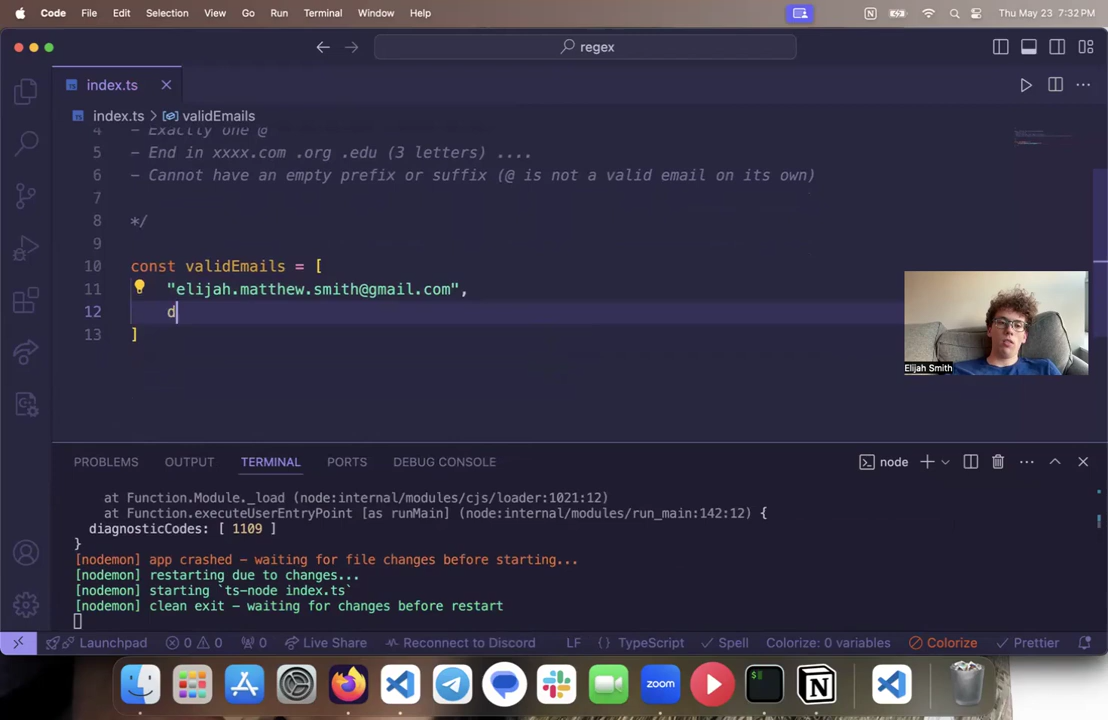 Code File Edit Selection View Go Run Terminal Window Help Thu May 23 7:32 PM
regex
index.ts
index.ts > validEmails
4 - Exactly one @
5 - End in xxxx.com .org .edu (3 letters) ....
6 - Cannot have an empty prefix or suffix (@ is not a valid email on its own)
7
8 */
9
10 const validEmails = [
11 "elijah.matthew.smith@gmail.com",
12 d
13 ]
Elijah Smith
PROBLEMS OUTPUT TERMINAL PORTS DEBUG CONSOLE node
at Function.Module._load (node:internal/modules/cjs/loader:1021:12)
at Function.executeUserEntryPoint [as runMain] (node:internal/modules/run_main:142:12) {
diagnosticCodes: [ 1109 ]
}
[nodemon] app crashed - waiting for file changes before starting...
[nodemon] restarting due to changes...
[nodemon] starting `ts-node index.ts`
[nodemon] clean exit - waiting for changes before restart
Launchpad 0 0 0 Live Share Reconnect to Discord LF {} TypeScript Spell Colorize: 0 variables Colorize Prettier
zoom